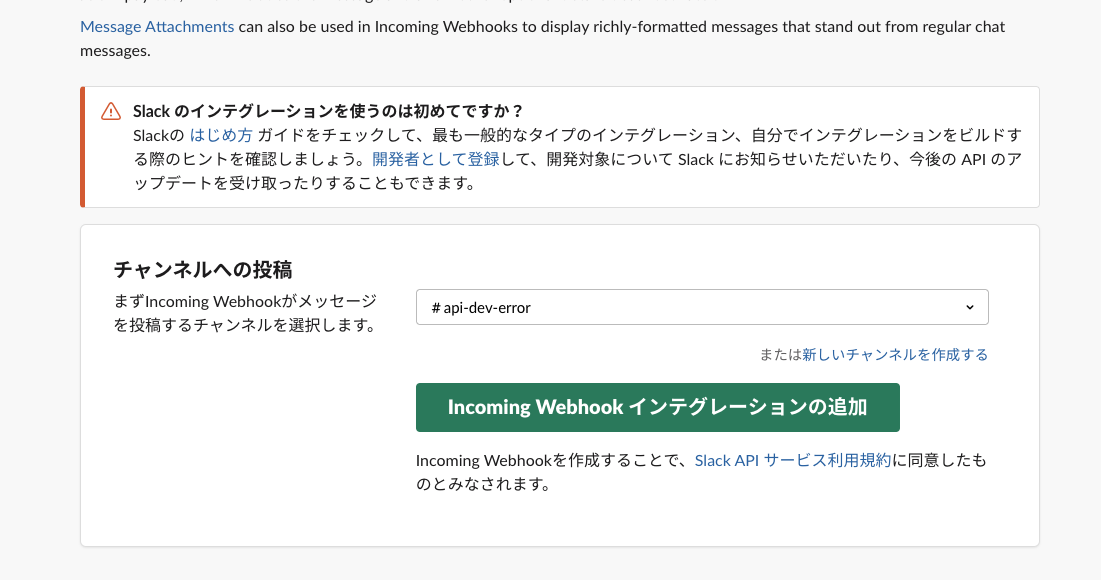 Message Attachments can also be used in Incoming Webhooks to display richly-formatted messages that stand out from regular chat
messages.
Slack のインテグレーションを使うのは初めてですか？
Slackの はじめ方 ガイドをチェックして、最も一般的なタイプのインテグレーション、自分でインテグレーションをビルドす
る際のヒントを確認しましょう。開発者として登録して、開発対象について Slack にお知らせいただいたり、今後の API のア
ップデートを受け取ったりすることもできます。
チャンネルへの投稿
まずIncoming Webhookがメッセージ
を投稿するチャンネルを選択します。
# api-dev-error
または新しいチャンネルを作成する
Incoming Webhook インテグレーションの追加
Incoming Webhookを作成することで、Slack API サービス利用規約に同意したも
のとみなされます。